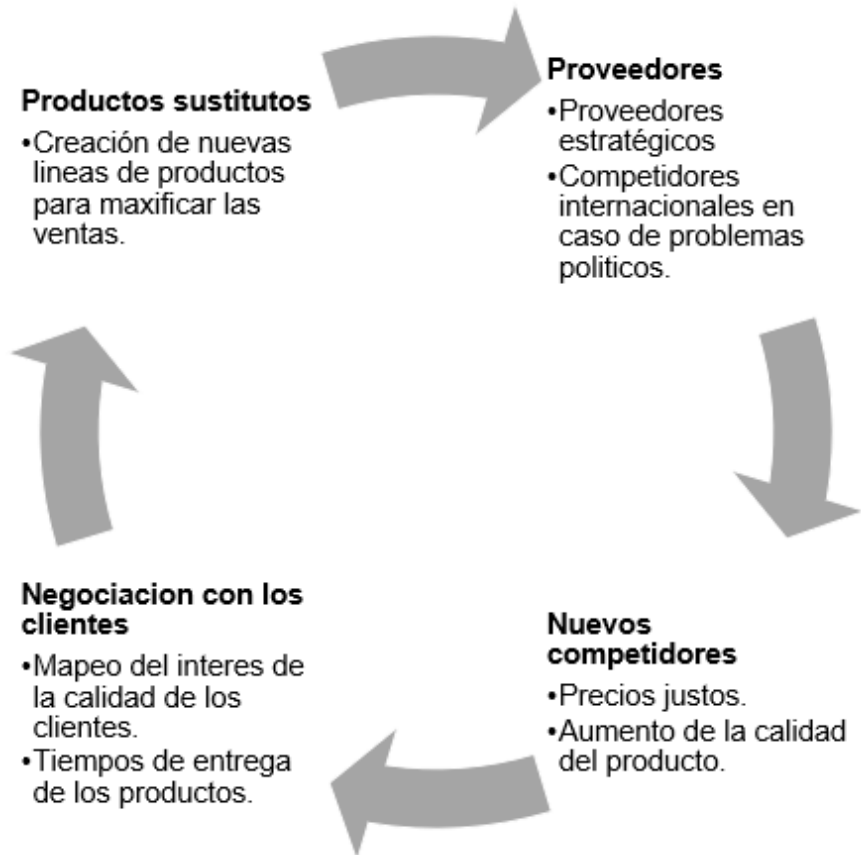 Productos sustitutos
•Creación de nuevas
lineas de productos
para maxificar las
ventas.
Proveedores
•Proveedores
estratégicos
•Competidores
internacionales en
caso de problemas
politicos.
Nuevos
competidores
•Precios justos.
•Aumento de la calidad
del producto.
Negociacion con los
clientes
•Mapeo del interes de
la calidad de los
clientes.
•Tiempos de entrega
de los productos.